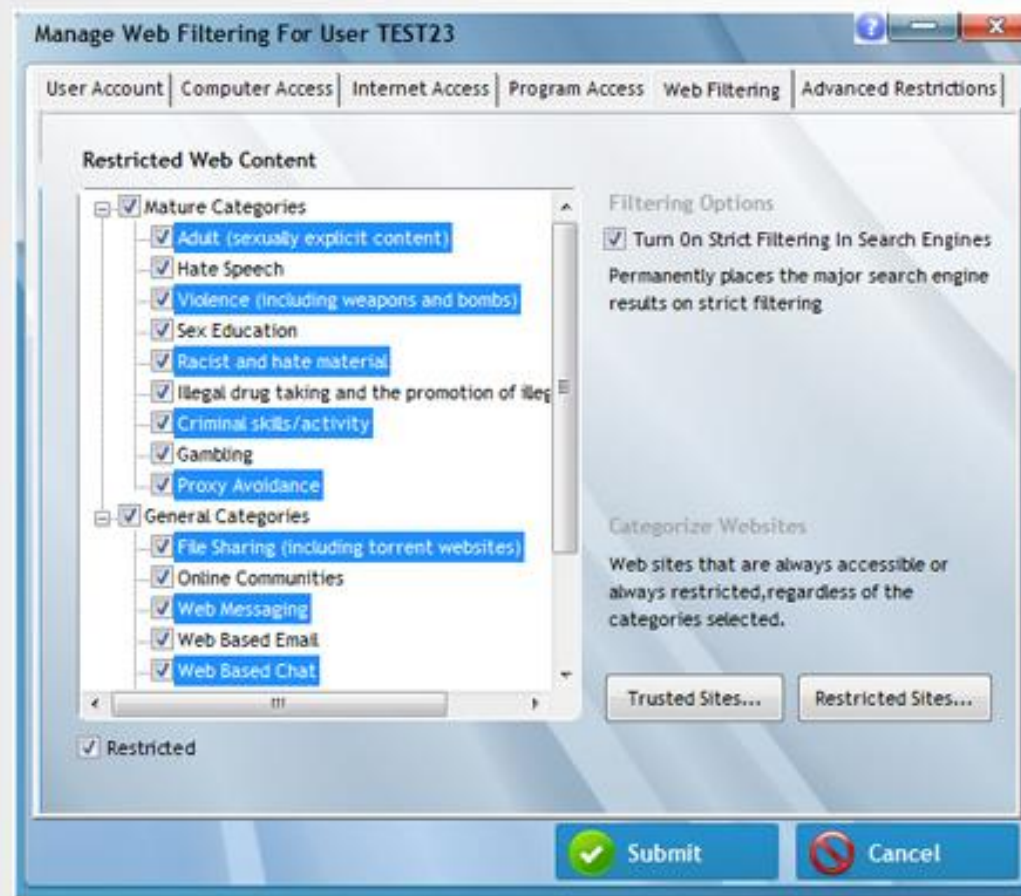 Manage Web Filtering For User TEST23
?
X
User Account
Computer Access
Internet Access
Program Access
Web Filtering
Advanced Restrictions
Restricted Web Content
Mature Categories
Adult (sexually explicit content)
Hate Speech
Violence (including weapons and bombs)
Sex Education
Racist and hate material
Illegal drug taking and the promotion of illeg
Criminal skills/activity
Gambling
Proxy Avoidance
General Categories
File Sharing (including torrent websites)
Online Communities
Web Messaging
Web Based Email
Web Based Chat
Restricted
Filtering Options
Turn On Strict Filtering In Search Engines
Permanently places the major search engine
results on strict filtering
Categorize Websites
Web sites that are always accessible or
always restricted,regardless of the
categories selected.
Trusted Sites...
Restricted Sites...
Submit
Cancel